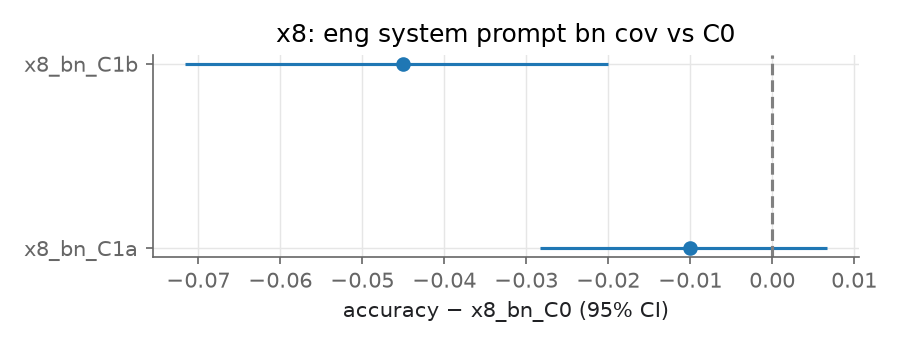 x8: eng system prompt bn cov vs C0
x8_bn_C1b
x8_bn_C1a
−0.07 −0.06 −0.05 −0.04 −0.03 −0.02 −0.01 0.00 0.01
accuracy − x8_bn_C0 (95% CI)